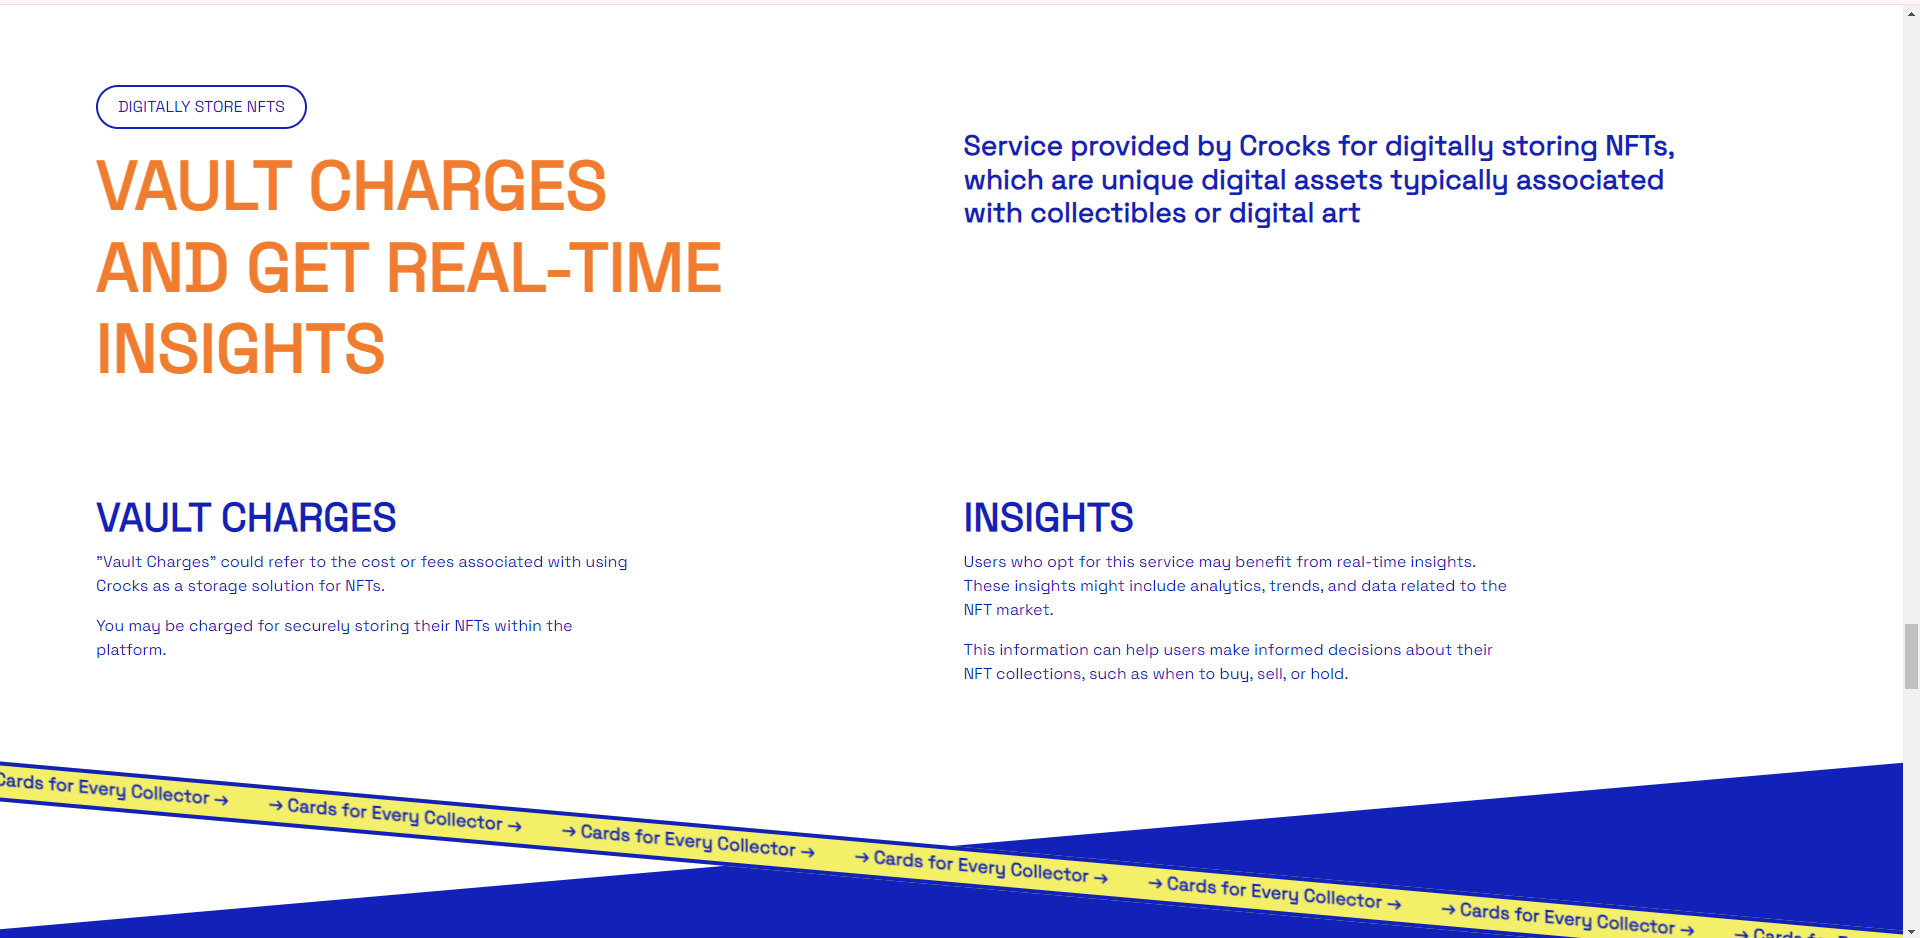 DIGITALLY STORE NFTS
VAULT CHARGES
AND GET REAL-TIME
INSIGHTS
Service provided by Crocks for digitally storing NFTs,
which are unique digital assets typically associated
with collectibles or digital art
VAULT CHARGES
"Vault Charges" could refer to the cost or fees associated with using
Crocks as a storage solution for NFTs.
You may be charged for securely storing their NFTs within the
platform.
INSIGHTS
Users who opt for this service may benefit from real-time insights.
These insights might include analytics, trends, and data related to the
NFT market.
This information can help users make informed decisions about their
NFT collections, such as when to buy, sell, or hold.
Cards for Every Collector → → Cards for Every Collector → → Cards for Every Collector → → Cards for Every Collector → → Cards for Every Collector → → Cards for Every Collector → → Cards for